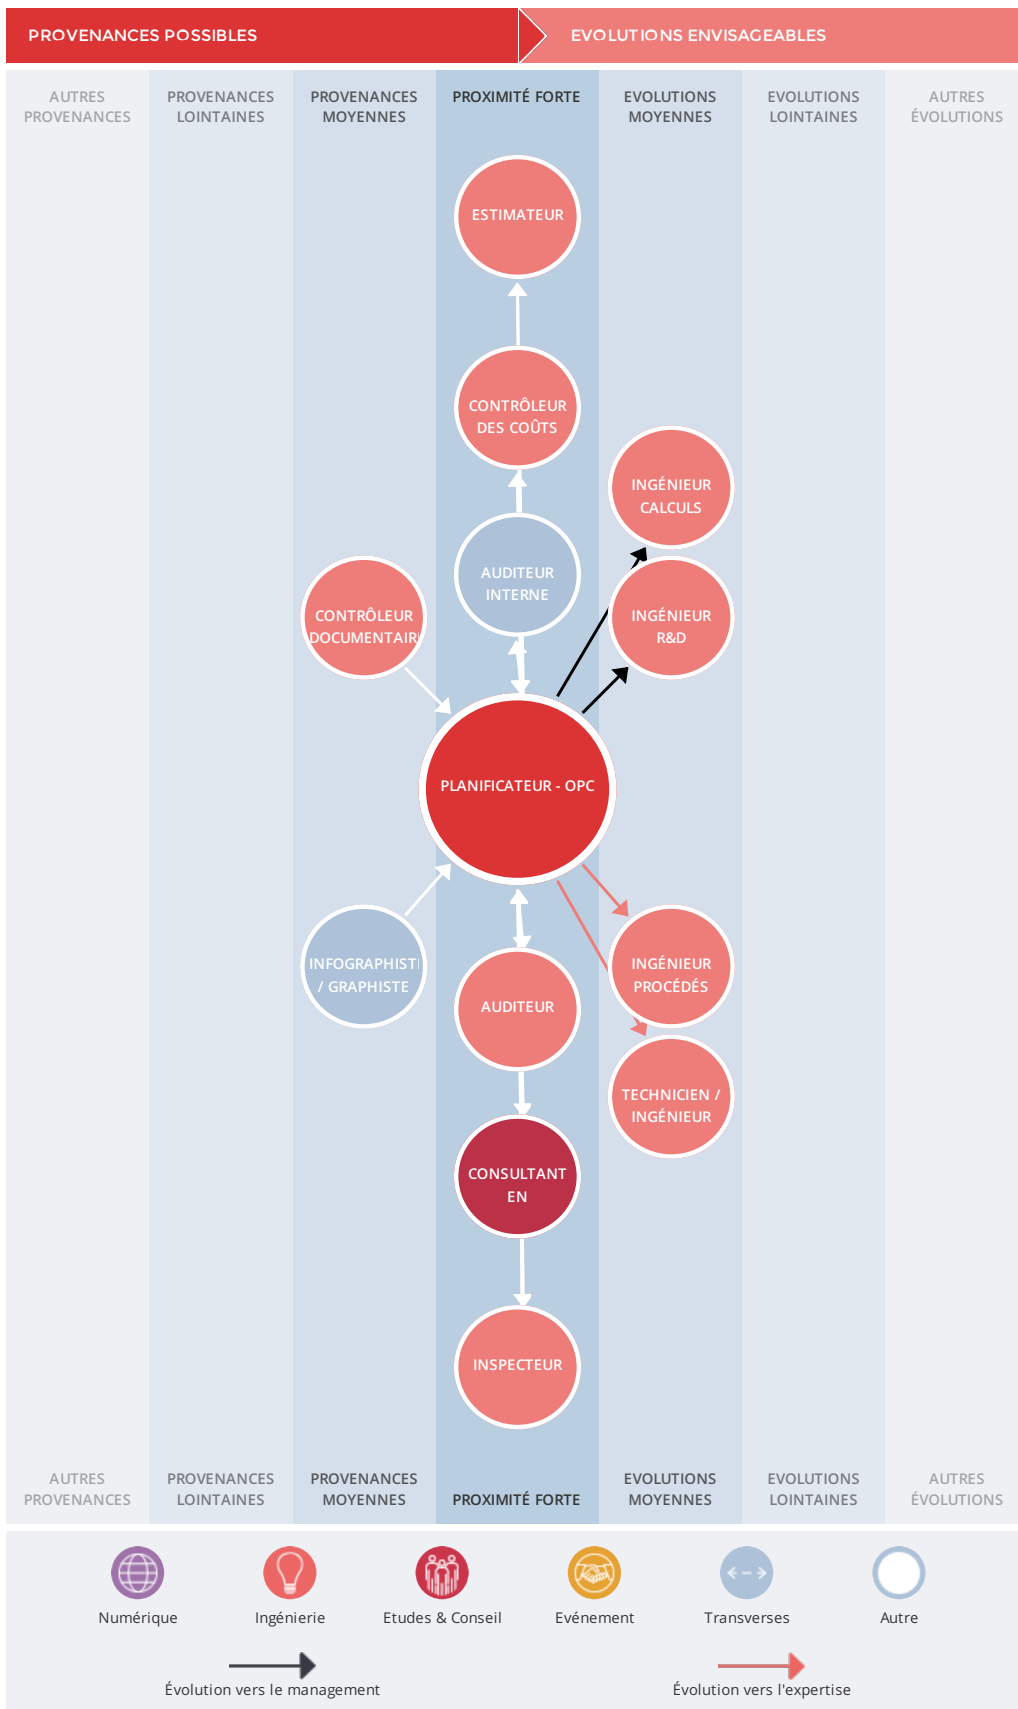 PROVENANCES POSSIBLES
EVOLUTIONS ENVISAGEABLES
AUTRES
PROVENANCES
PROVENANCES
LOINTAINES
PROVENANCES
MOYENNES
PROXIMITÉ FORTE
EVOLUTIONS
MOYENNES
EVOLUTIONS
LOINTAINES
AUTRES
ÉVOLUTIONS
ESTIMATEUR
CONTRÔLEUR
DES COÛTS
INGÉNIEUR
CALCULS
AUDITEUR
INTERNE
CONTRÔLEUR
DOCUMENTAIR
INGÉNIEUR
R&D
PLANIFICATEUR - OPC
INFOGRAPHIST
/ GRAPHISTE
INGÉNIEUR
PROCÉDÉS
AUDITEUR
TECHNICIEN /
INGÉNIEUR
CONSULTANT
EN
INSPECTEUR
AUTRES
PROVENANCES
PROVENANCES
LOINTAINES
PROVENANCES
MOYENNES
PROXIMITÉ FORTE
EVOLUTIONS
MOYENNES
EVOLUTIONS
LOINTAINES
AUTRES
ÉVOLUTIONS
Numérique
Ingénierie
Etudes & Conseil
Evénement
Transverses
Autre
Évolution vers le management
Évolution vers l'expertise